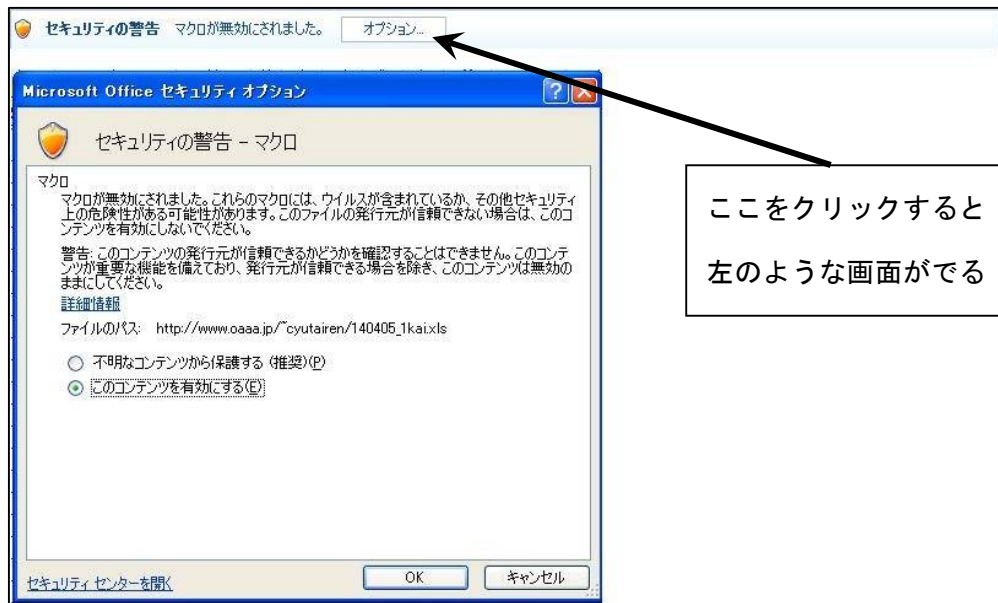 セキュリティの警告 マクロが無効にされました。 オプション...
Microsoft Office セキュリティ オプション
セキュリティの警告 - マクロ
マクロ
マクロが無効にされました。これらのマクロには、ウイルスが含まれているか、その他セキュリティ
上の危険性がある可能性があります。このファイルの発行元が信頼できない場合は、このコ
ンテンツを有効にしないでください。
警告: このコンテンツの発行元が信頼できるかどうかを確認することはできません。このコンテ
ンツが重要な機能を備えており、発行元が信頼できる場合を除き、このコンテンツは無効の
ままにしてください。
詳細情報
ファイルのパス: http://www.oaaa.jp/~cyutairen/140405_1kai.xls
不明なコンテンツから保護する (推奨)(P)
このコンテンツを有効にする(E)
セキュリティ センターを開く
OK
キャンセル
ここをクリックすると
左のような画面がでる